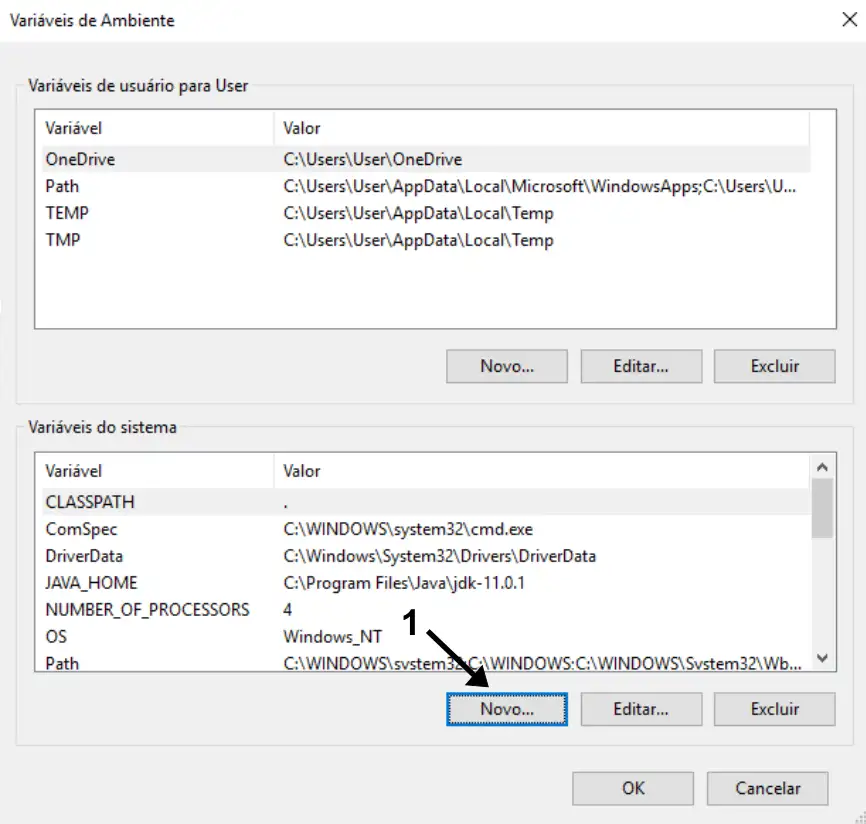 Variáveis de Ambiente
Variáveis de usuário para User
Variável Valor
OneDrive C:\Users\User\OneDrive
Path C:\Users\User\AppData\Local\Microsoft\WindowsApps;C:\Users\U...
TEMP C:\Users\User\AppData\Local\Temp
TMP C:\Users\User\AppData\Local\Temp
Novo... Editar... Excluir
Variáveis do sistema
Variável Valor
CLASSPATH .
ComSpec C:\WINDOWS\system32\cmd.exe
DriverData C:\Windows\System32\Drivers\DriverData
JAVA_HOME C:\Program Files\Java\jdk-11.0.1
NUMBER_OF_PROCESSORS 4
OS Windows_NT
1
Path C:\WINDOWS\system32;C:\WINDOWS;C:\WINDOWS\System32\Wb...
Novo... Editar... Excluir
OK Cancelar